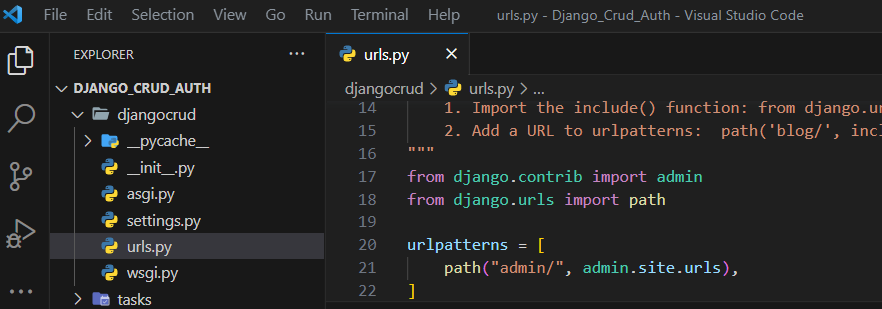 File Edit Selection View Go Run Terminal Help urls.py - Django_Crud_Auth - Visual Studio Code
EXPLORER
DJANGO_CRUD_AUTH
djangocrud
__pycache__
__init__.py
asgi.py
settings.py
urls.py
wsgi.py
tasks
urls.py
djangocrud > urls.py > ...
14 1. Import the include() function: from django.ur
15 2. Add a URL to urlpatterns:  path('blog/', incl
16 """
17 from django.contrib import admin
18 from django.urls import path
19
20 urlpatterns = [
21 path("admin/", admin.site.urls),
22 ]